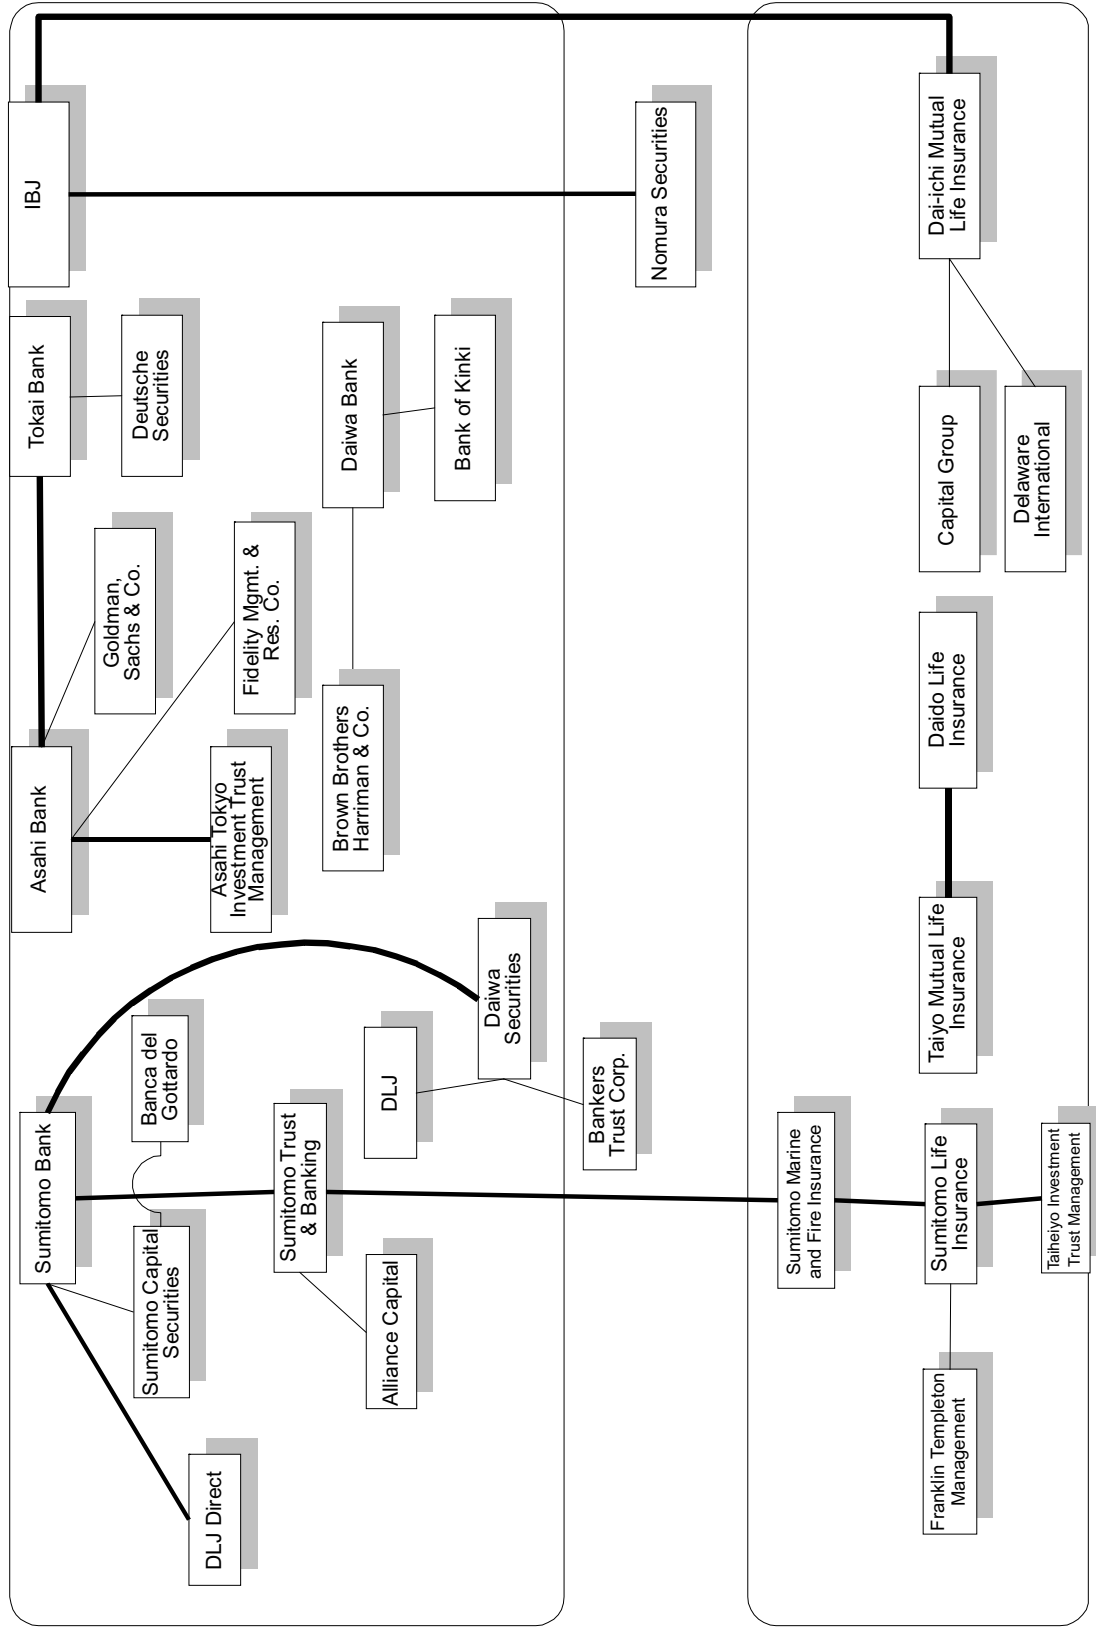 DLJ Direct
Sumitomo Bank
Sumitomo Capital
Securities
Banca del
Gottardo
Sumitomo Trust
& Banking
Alliance Capital
DLJ
Daiwa
Securities
Bankers
Trust Corp.
Asahi Bank
Asahi Tokyo
Investment Trust
Management
Goldman,
Sachs & Co.
Fidelity Mgmt. &
Res. Co.
Tokai Bank
Deutsche
Securities
Brown Brothers
Harriman & Co.
Daiwa Bank
Bank of Kinki
IBJ
Nomura Securities
Sumitomo Marine
and Fire Insurance
Franklin Templeton
Management
Sumitomo Life
Insurance
Taiheiyo Investment
Trust Management
Taiyo Mutual Life
Insurance
Daido Life
Insurance
Capital Group
Delaware
International
Dai-ichi Mutual
Life Insurance